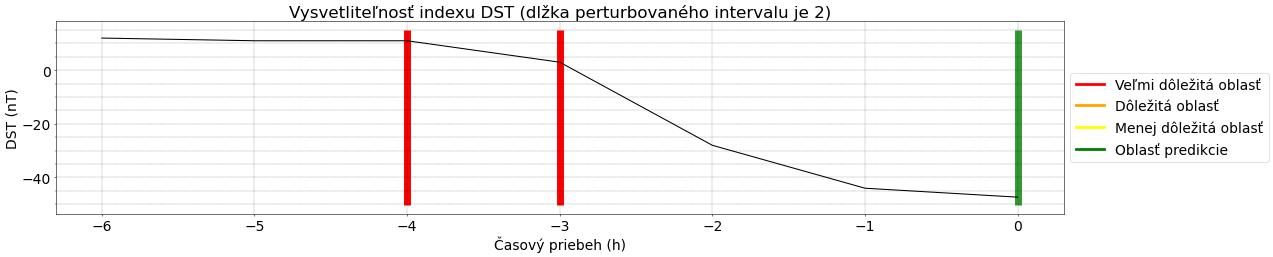 Vysvetliteľnosť indexu DST (dĺžka perturbovaného intervalu je 2)
DST (nT)
0
−20
−40
−6
−5
−4
−3
−2
−1
0
Časový priebeh (h)
Veľmi dôležitá oblasť
Dôležitá oblasť
Menej dôležitá oblasť
Oblasť predikcie